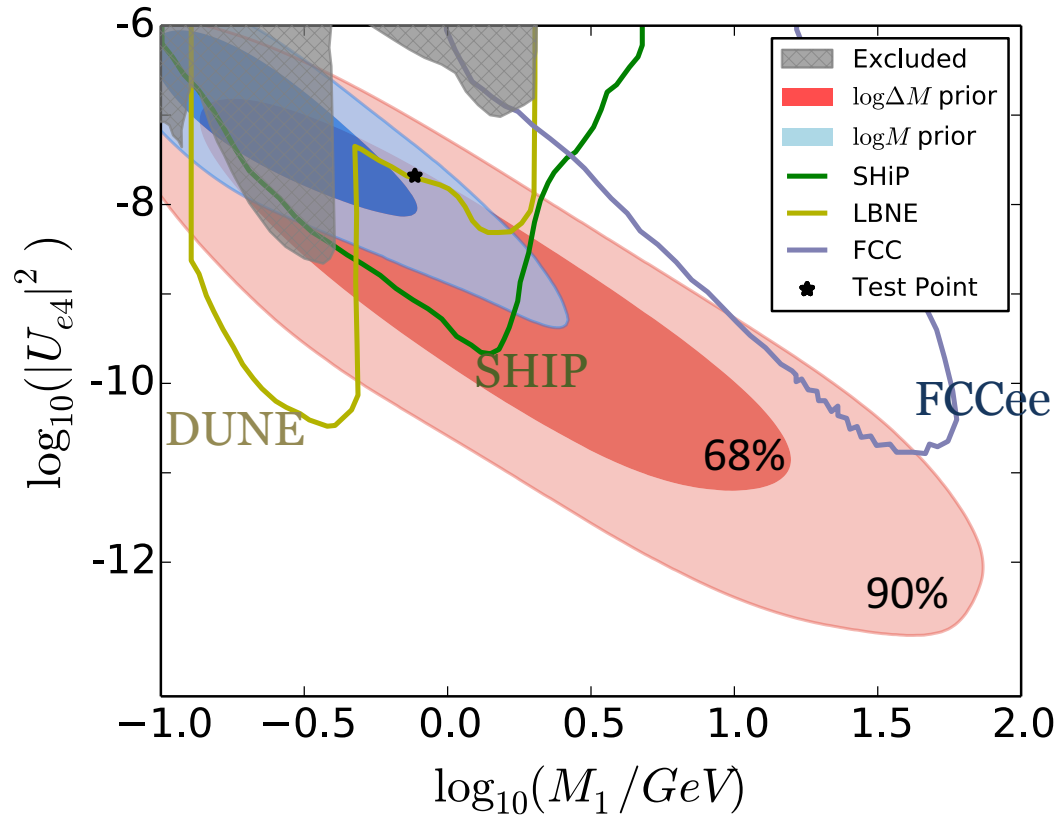 -6
-8
-10
-12
log₁₀(|U_{e4}|²)
Excluded
logΔM prior
logM prior
SHiP
LBNE
FCC
Test Point
DUNE
SHIP
FCCee
68%
90%
−1.0 −0.5 0.0 0.5 1.0 1.5 2.0
log₁₀(M₁/GeV)